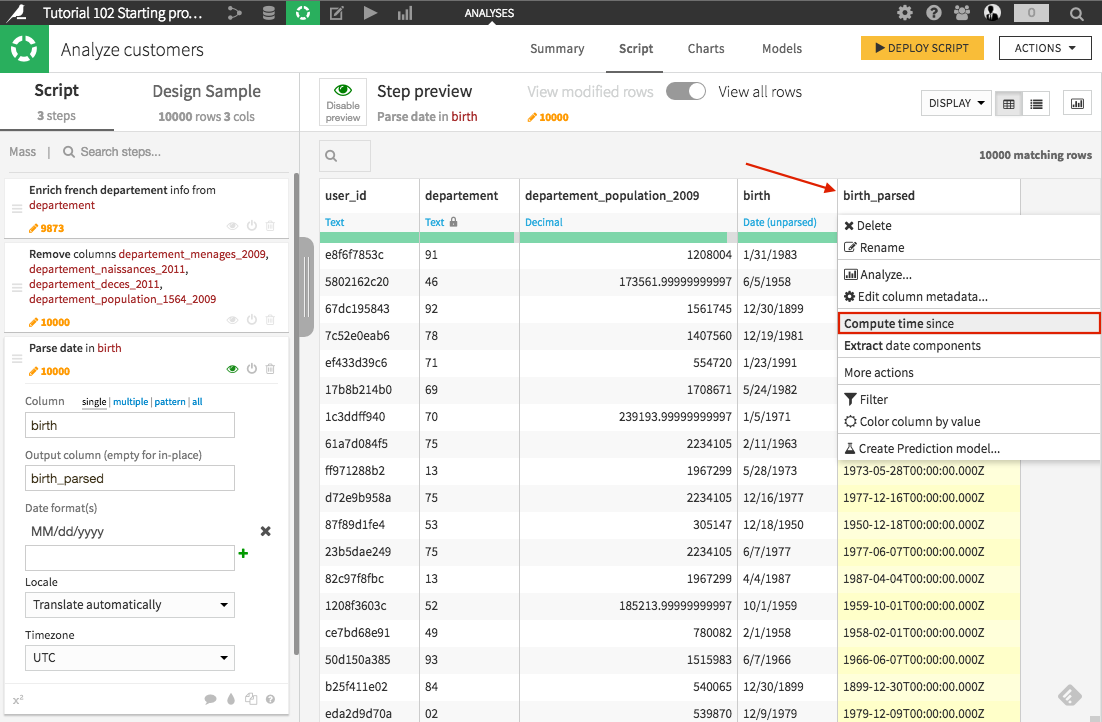 Tutorial 102 Starting pro...
ANALYSES
0
Analyze customers
Summary
Script
Charts
Models
DEPLOY SCRIPT
ACTIONS
Script
3 steps
Design Sample
10000 rows 3 cols
Disable preview
Step preview
Parse date in birth
View modified rows
View all rows
10000
DISPLAY
Mass | Search steps...
10000 matching rows
Enrich french departement info from
departement
9873
Remove columns departement_menages_2009,
departement_naissances_2011,
departement_deces_2011,
departement_population_1564_2009
10000
Parse date in birth
10000
Column single | multiple | pattern | all
birth
Output column (empty for in-place)
birth_parsed
Date format(s)
MM/dd/yyyy
Locale
Translate automatically
Timezone
UTC
x²
user_id departement departement_population_2009 birth birth_parsed
Text Text Decimal Date (unparsed)
e8f6f7853c 91 1208004 1/31/1983
5802162c20 46 173561.99999999997 6/5/1958
67dc195843 92 1561745 12/30/1899
7c52e0eab6 78 1407560 12/19/1981
ef433d39c6 71 554720 1/23/1991
17b8b214b0 69 1708671 5/24/1982
1c3ddff940 70 239193.99999999997 1/5/1971
61a7d084f5 75 2234105 2/11/1963
ff971288b2 13 1967299 5/28/1973 1973-05-28T00:00:00.000Z
d72e9b958a 75 2234105 12/16/1977 1977-12-16T00:00:00.000Z
87f89d1fe4 53 305147 12/18/1950 1950-12-18T00:00:00.000Z
23b5dae249 75 2234105 6/7/1977 1977-06-07T00:00:00.000Z
82c97f8fbc 13 1967299 4/4/1987 1987-04-04T00:00:00.000Z
1208f3603c 52 185213.99999999997 10/1/1959 1959-10-01T00:00:00.000Z
ce7bd68e91 49 780082 2/1/1958 1958-02-01T00:00:00.000Z
50d150a385 93 1515983 6/7/1966 1966-06-07T00:00:00.000Z
b25f411e02 84 540065 12/30/1899 1899-12-30T00:00:00.000Z
eda2d9d70a 02 539870 12/9/1979 1979-12-09T00:00:00.000Z
Delete
Rename
Analyze...
Edit column metadata...
Compute time since
Extract date components
More actions
Filter
Color column by value
Create Prediction model...